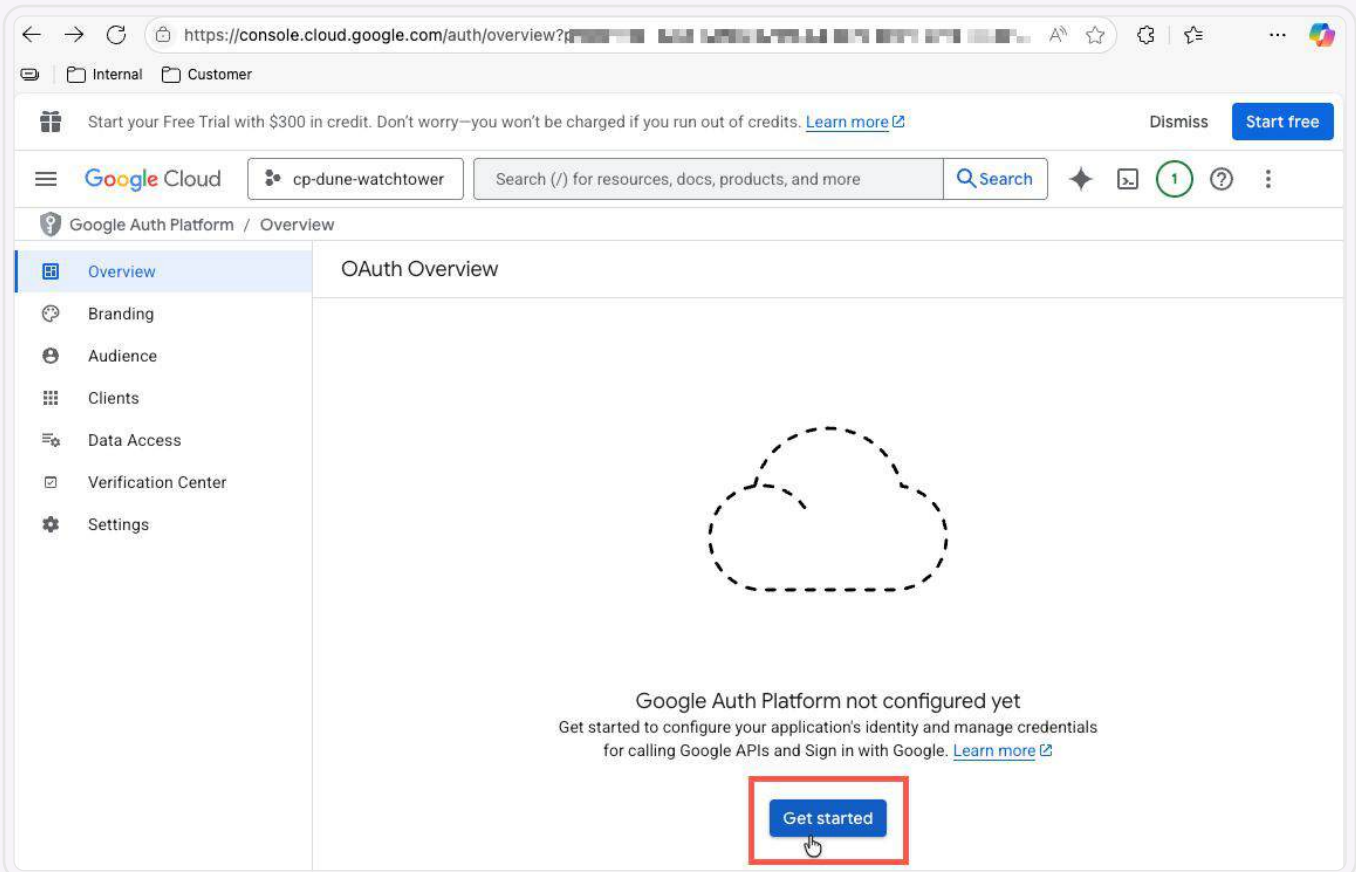 https://console.cloud.google.com/auth/overview?
Internal Customer
Start your Free Trial with $300 in credit. Don't worry—you won't be charged if you run out of credits. Learn more Dismiss Start free
Google Cloud cp-dune-watchtower Search (/) for resources, docs, products, and more Search 1
Google Auth Platform / Overview
Overview
Branding
Audience
Clients
Data Access
Verification Center
Settings
OAuth Overview
Google Auth Platform not configured yet
Get started to configure your application's identity and manage credentials
for calling Google APIs and Sign in with Google. Learn more
Get started